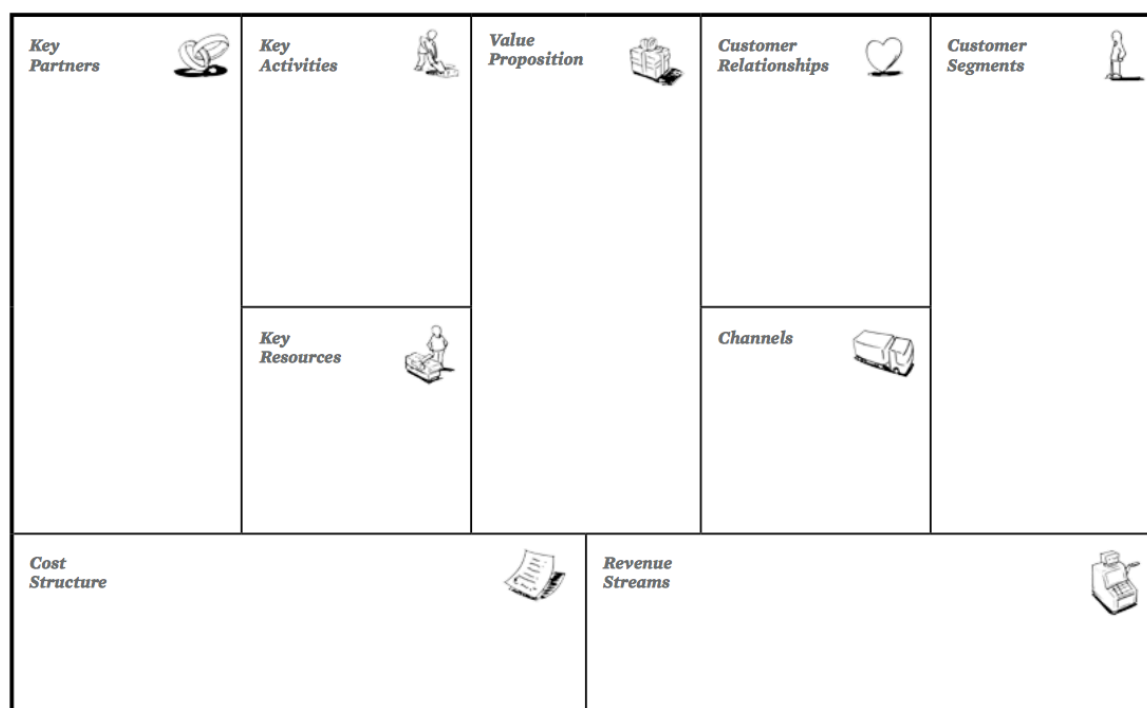 Key
Partners
Key
Activities
Value
Proposition
Customer
Relationships
Customer
Segments
Key
Resources
Channels
Cost
Structure
Revenue
Streams